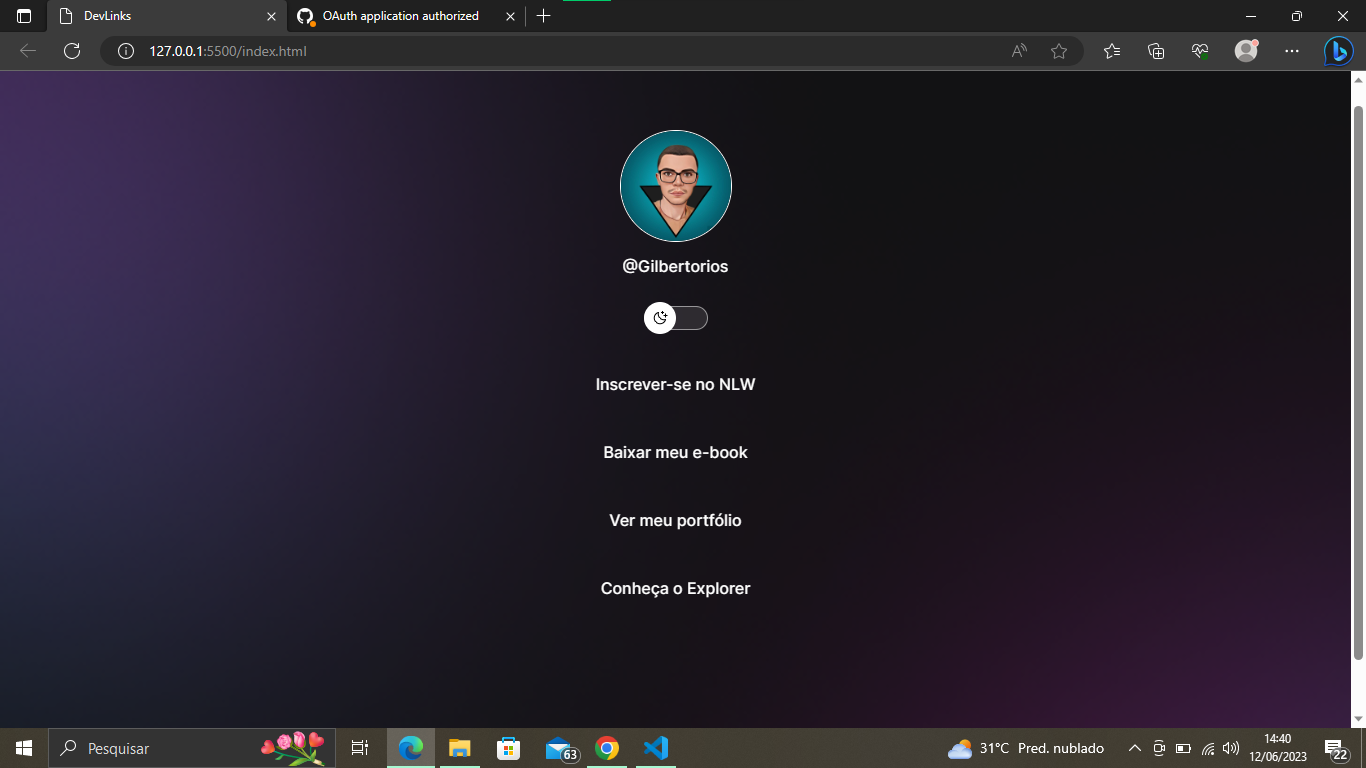 DevLinks
OAuth application authorized
127.0.0.1:5500/index.html
@Gilbertorios
Inscrever-se no NLW
Baixar meu e-book
Ver meu portfólio
Conheça o Explorer
Pesquisar
63
31°C Pred. nublado
14:40
12/06/2023
22